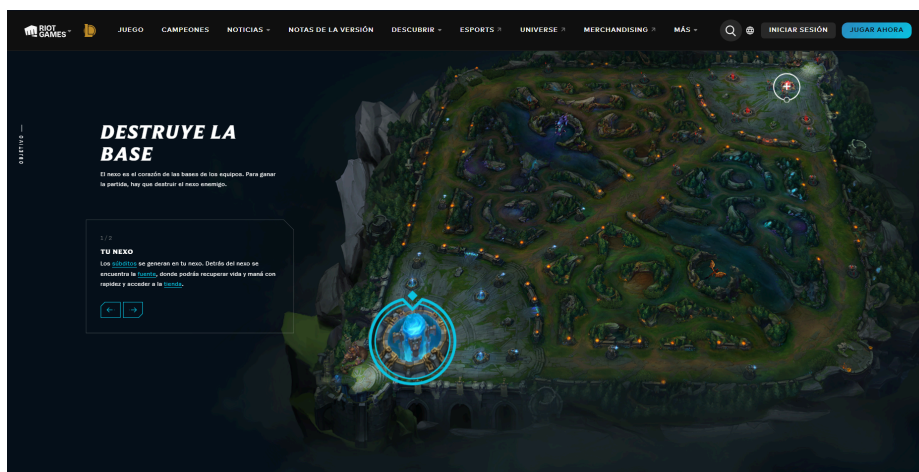 RIOT GAMES
JUEGO CAMPEONES NOTICIAS NOTAS DE LA VERSIÓN DESCUBRIR ESPORTS UNIVERSE MERCHANDISING MÁS INICIAR SESIÓN JUGAR AHORA
OBJETIVO
DESTRUYE LA
BASE
El nexo es el corazón de las bases de los equipos. Para ganar
la partida, hay que destruir el nexo enemigo.
1/2
TU NEXO
Los súbditos se generan en tu nexo. Detrás del nexo se
encuentra la fuente, donde podrás recuperar vida y maná con
rapidez y acceder a la tienda.